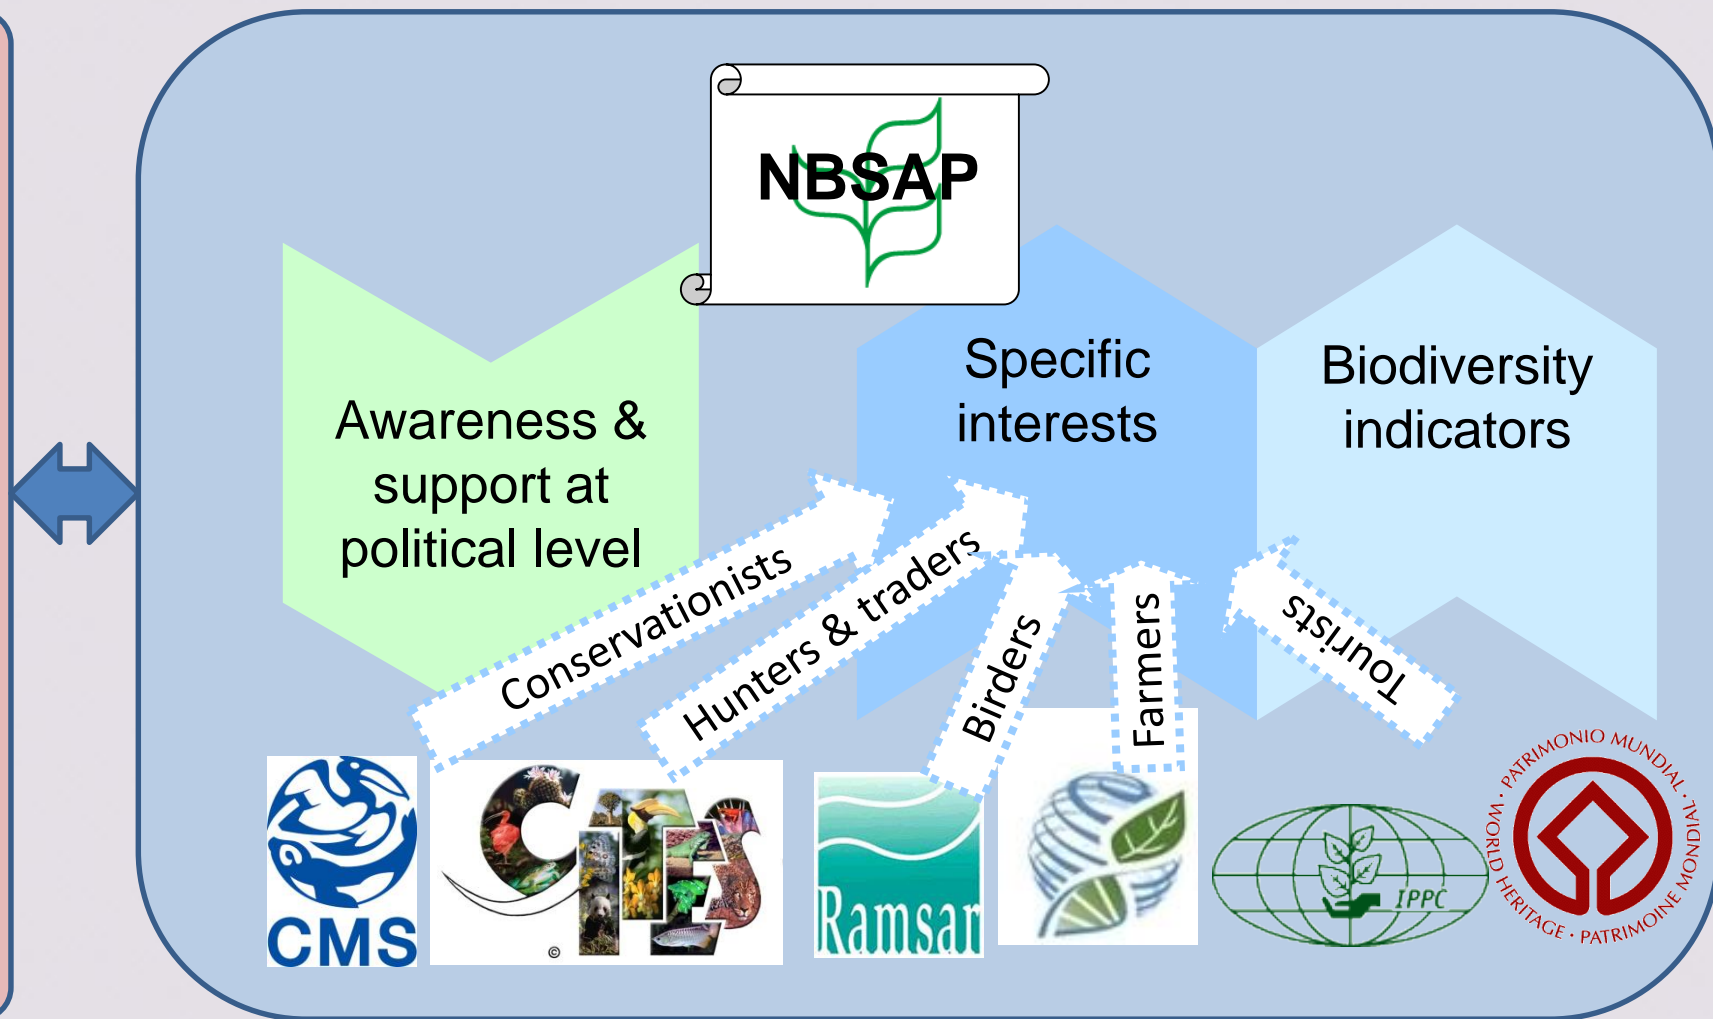 NBSAP
Awareness &
support at
political level
Specific
interests
Biodiversity
indicators
Conservationists
Hunters & traders
Birders
Farmers
Tourists
CMS
CITES
©
Ramsar
IPPC
WORLD HERITAGE · PATRIMONIO MUNDIAL · PATRIMOINE MONDIAL ·